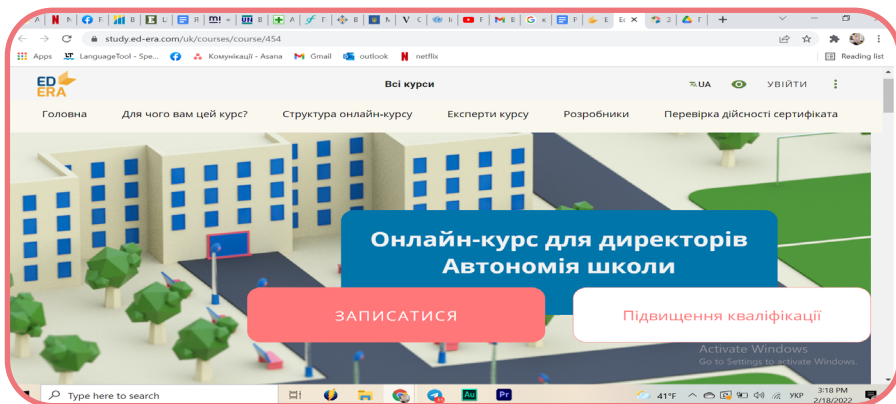 study.ed-era.com/uk/courses/course/454
Apps LanguageTool - Spe... Комунікації - Asana Gmail outlook netflix Reading list
ED ERA
Всі курси
UA УВІЙТИ
Головна Для чого вам цей курс? Структура онлайн-курсу Експерти курсу Розробники Перевірка дійсності сертифіката
Онлайн-курс для директорів
Автономія школи
ЗАПИСАТИСЯ
Підвищення кваліфікації
Activate Windows
Go to Settings to activate Windows.
Type here to search
Au Pr
41°F УКР 3:18 PM
2/18/2022